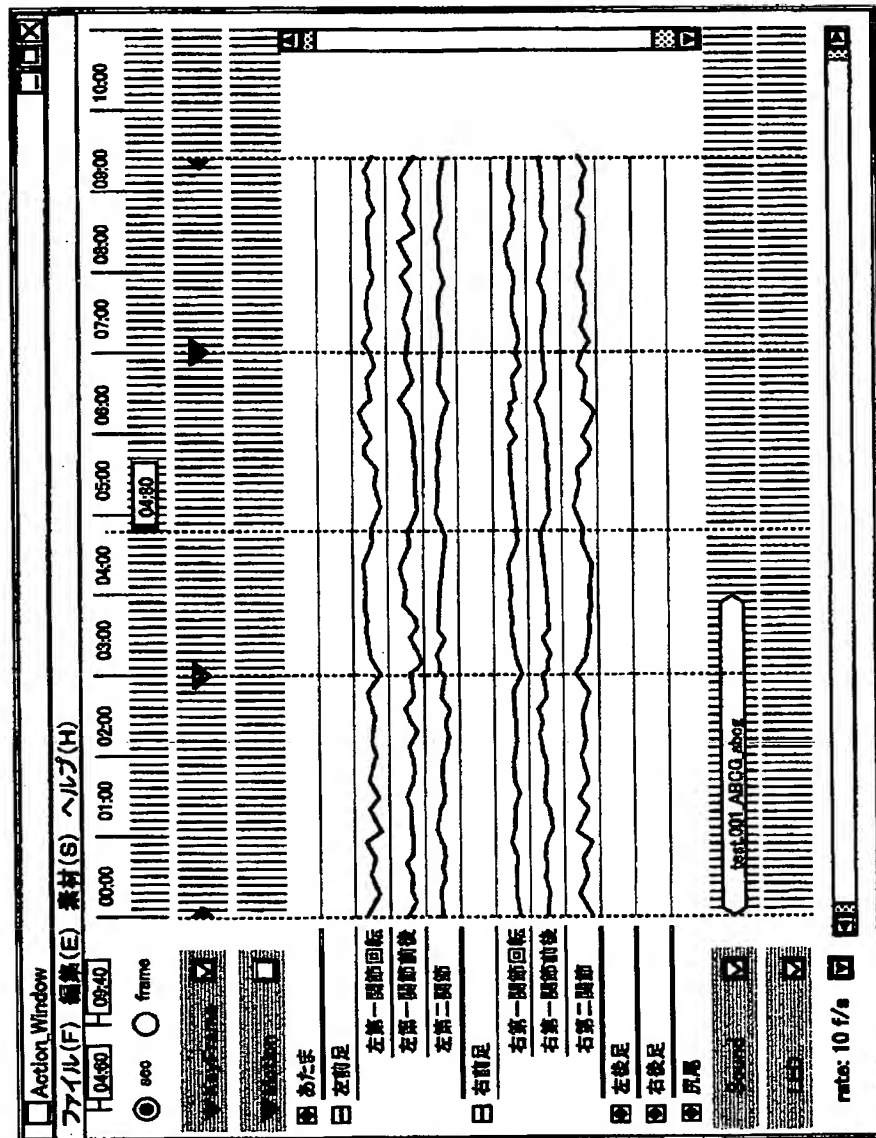 Action_Window
ファイル(F) 編集(E) 素材(S) ヘルプ(H)
04:80 09:40
sec frame
00:00 01:00 02:00 03:00 04:00 05:00 06:00 07:00 08:00 09:00 10:00
04:80
KeyFrame
Motion
あたま
左前足
左第一関節回転
左第一関節前後
左第二関節
右前足
右第一関節回転
右第一関節前後
右第二関節
左後足
右後足
尻尾
Sound
LED
rate: 10 f/s